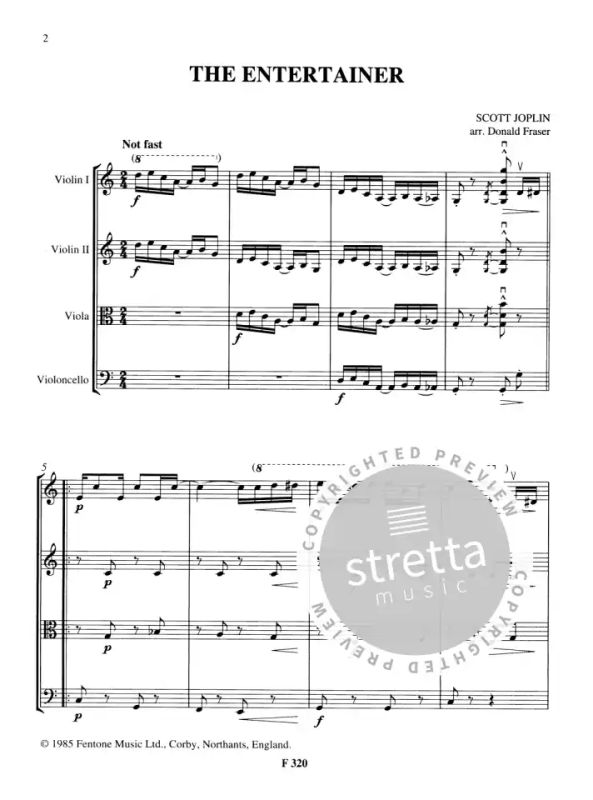 2
THE ENTERTAINER
SCOTT JOPLIN
arr. Donald Fraser
Not fast
(8
)
Violin I
f
Violin II
f
Viola
f
Violoncello
f
5
(8
)
p
p
p
p
f
COPYRIGHTED PREVIEW
stretta
music
COPYRIGHTED PREVIEW
© 1985 Fentone Music Ltd., Corby, Northants, England.
F 320